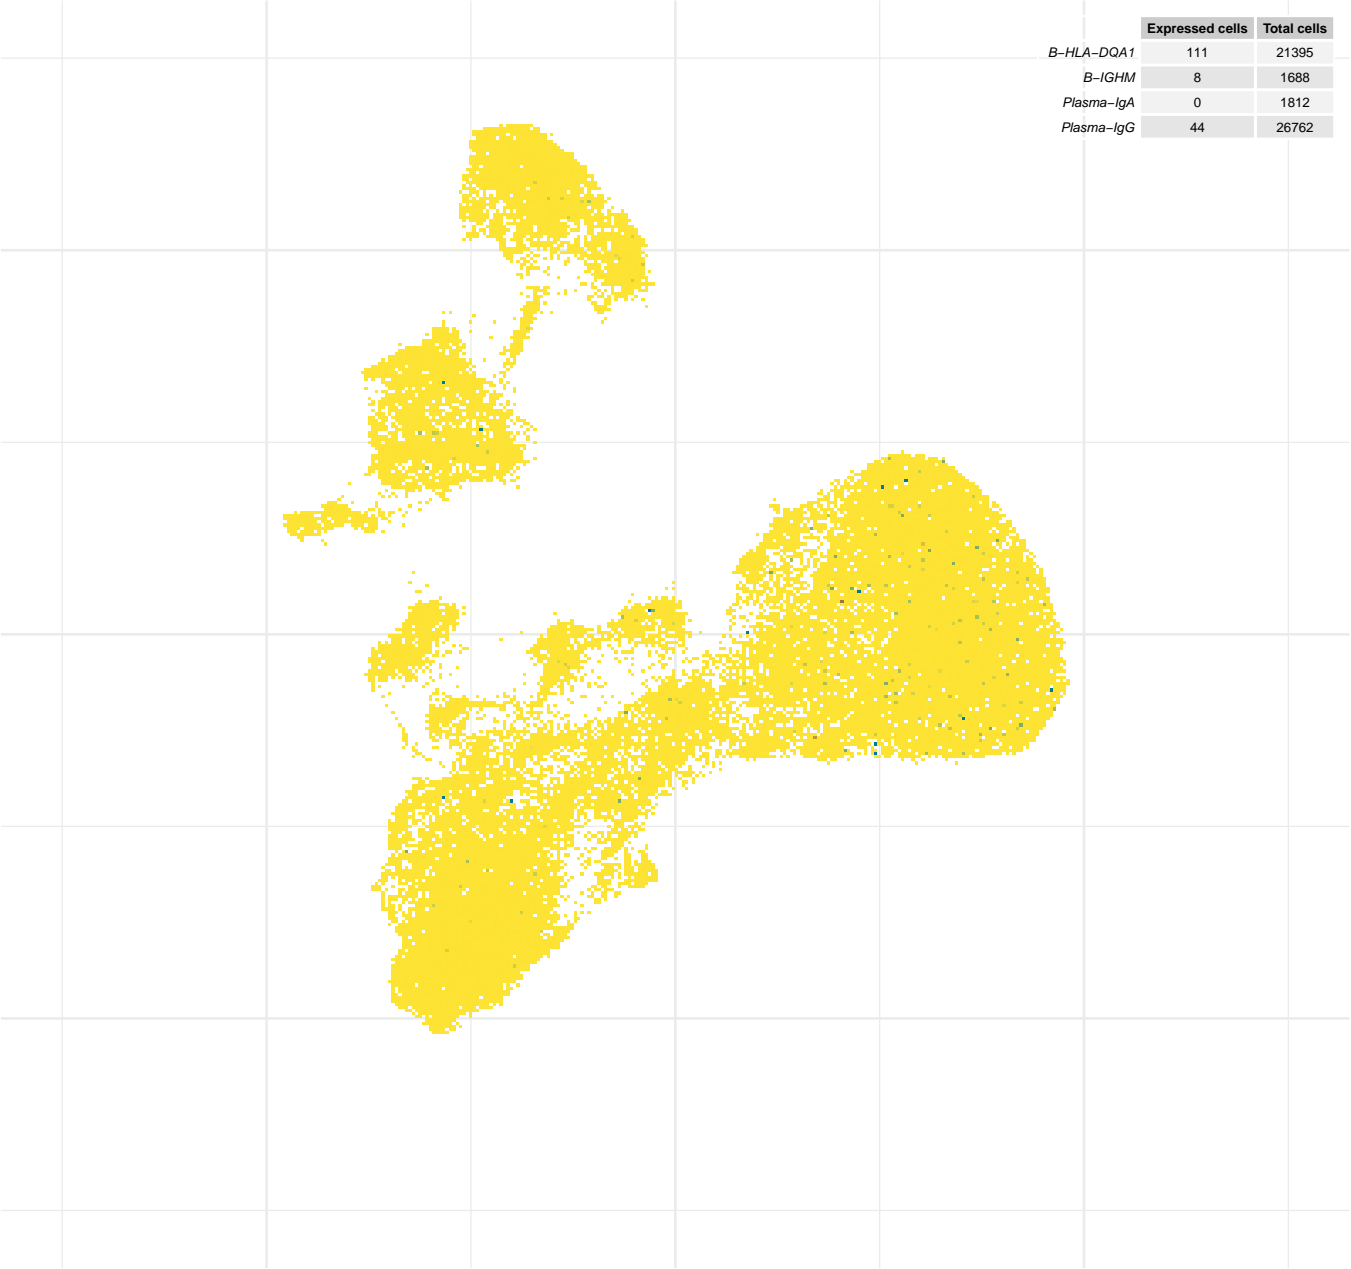 Expressed cells Total cells
B−HLA−DQA1 111 21395
B−IGHM 8 1688
Plasma−IgA 0 1812
Plasma−IgG 44 26762